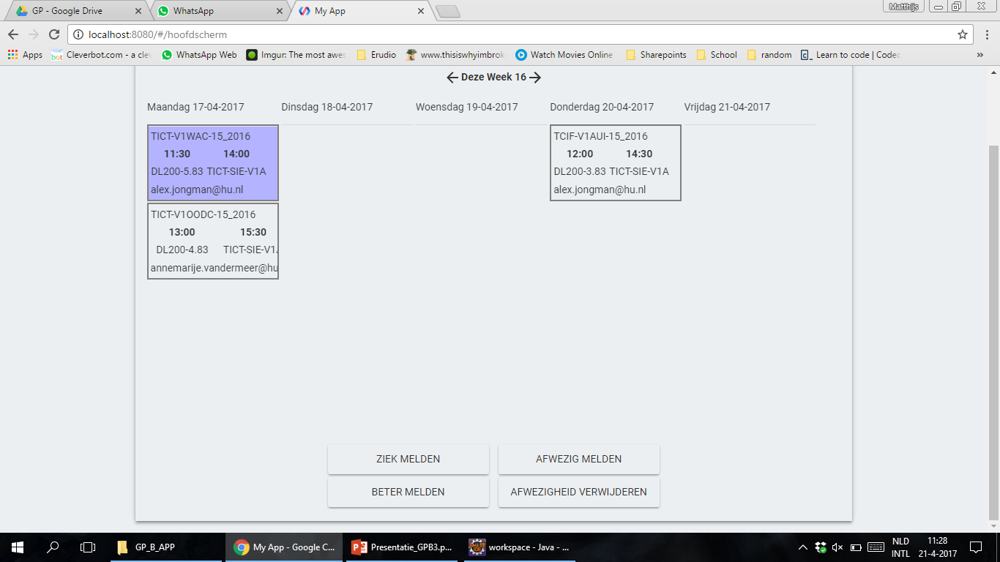 GP - Google Drive
WhatsApp
My App
Matthijs
localhost:8080/#/hoofdscherm
Apps
Cleverbot.com - a cle
WhatsApp Web
Imgur: The most awes
Erudio
www.thisiswhyimbrok
Watch Movies Online
Sharepoints
School
random
Learn to code | Codec
Deze Week 16
Maandag 17-04-2017
Dinsdag 18-04-2017
Woensdag 19-04-2017
Donderdag 20-04-2017
Vrijdag 21-04-2017
TICT-V1WAC-15_2016
11:30 14:00
DL200-5.83 TICT-SIE-V1A
alex.jongman@hu.nl
TICT-V1OODC-15_2016
13:00 15:30
DL200-4.83 TICT-SIE-V1A
annemarije.vandermeer@hu
TCIF-V1AUI-15_2016
12:00 14:30
DL200-3.83 TICT-SIE-V1A
alex.jongman@hu.nl
ZIEK MELDEN
AFWEZIG MELDEN
BETER MELDEN
AFWEZIGHEID VERWIJDEREN
GP_B_APP
My App - Google C...
Presentatie_GPB3.p...
workspace - Java - ...
NLD
INTL
11:28
21-4-2017